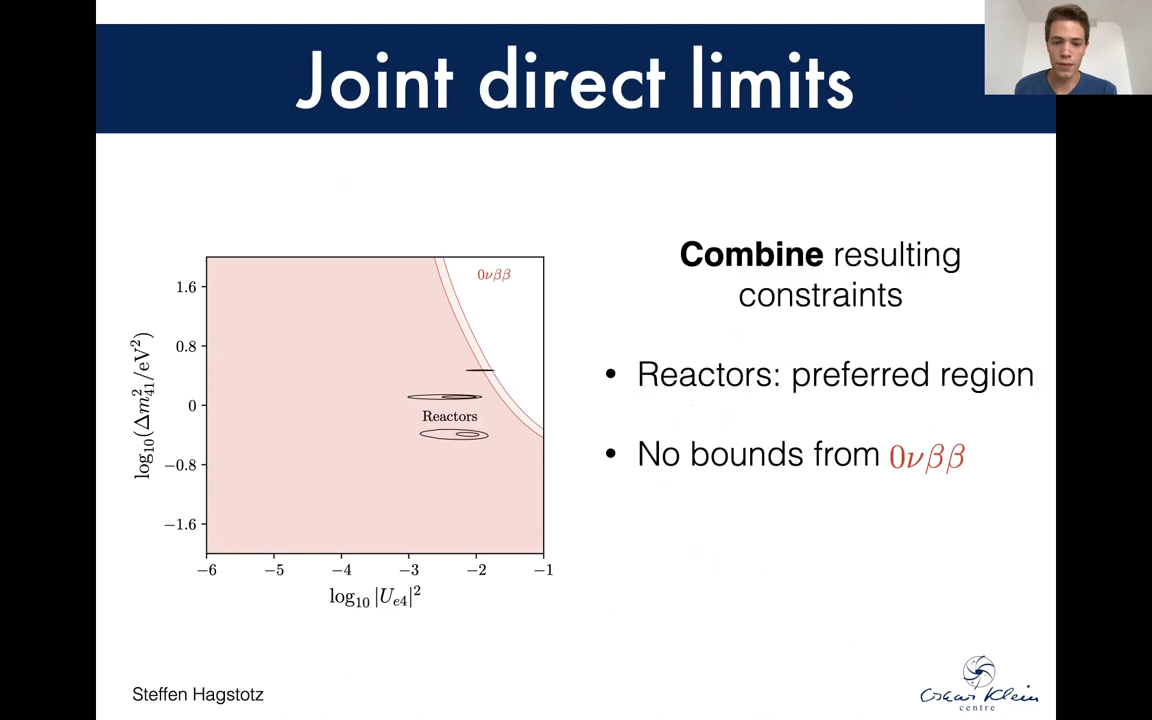 Joint direct limits
Combine resulting
constraints
• Reactors: preferred region
• No bounds from 0νββ
0νββ
Reactors
log₁₀(Δm²₄₁/eV²)
1.6
0.8
0
−0.8
−1.6
−6 −5 −4 −3 −2 −1
log₁₀|Uₑ₄|²
Steffen Hagstotz
Oskar Klein
centre